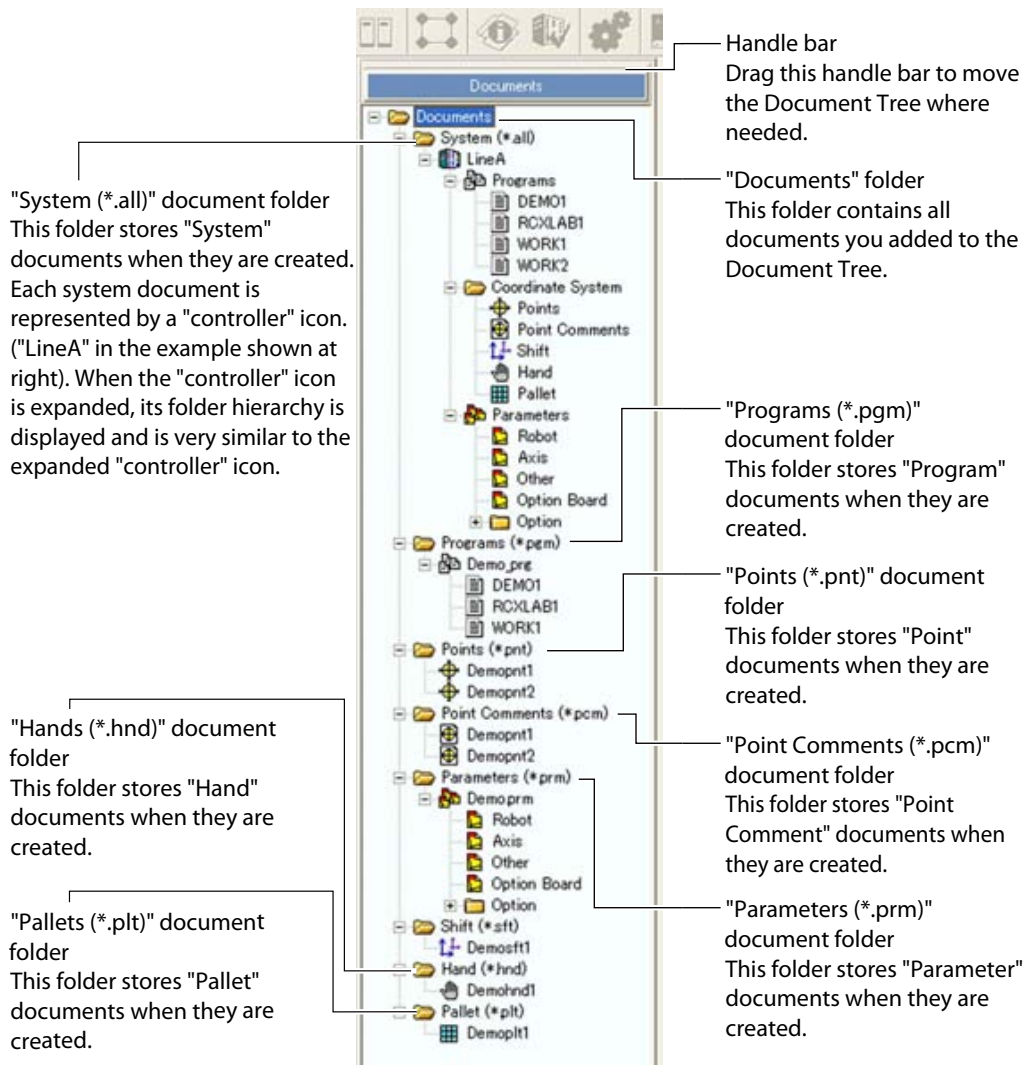 "System (*.all)" document folder
This folder stores "System"
documents when they are created.
Each system document is
represented by a "controller" icon.
("LineA" in the example shown at
right). When the "controller" icon
is expanded, its folder hierarchy is
displayed and is very similar to the
expanded "controller" icon.
"Hands (*.hnd)" document
folder
This folder stores "Hand"
documents when they are
created.
"Pallets (*.plt)" document
folder
This folder stores "Pallet"
documents when they are
created.
Documents
Documents
System (*.all)
LineA
Programs
DEMO1
RCXLAB1
WORK1
WORK2
Coordinate System
Points
Point Comments
Shift
Hand
Pallet
Parameters
Robot
Axis
Other
Option Board
Option
Programs (*.pgm)
Demo_prg
DEMO1
RCXLAB1
WORK1
Points (*.pnt)
Demopnt1
Demopnt2
Point Comments (*.pcm)
Demopnt1
Demopnt2
Parameters (*.prm)
Demoprm
Robot
Axis
Other
Option Board
Option
Shift (*.sft)
Demosft1
Hand (*.hnd)
Demohnd1
Pallet (*.plt)
Demoplt1
Handle bar
Drag this handle bar to move
the Document Tree where
needed.
"Documents" folder
This folder contains all
documents you added to the
Document Tree.
"Programs (*.pgm)"
document folder
This folder stores "Program"
documents when they are
created.
"Points (*.pnt)" document
folder
This folder stores "Point"
documents when they are
created.
"Point Comments (*.pcm)"
document folder
This folder stores "Point
Comment" documents when
they are created.
"Parameters (*.prm)"
document folder
This folder stores "Parameter"
documents when they are
created.